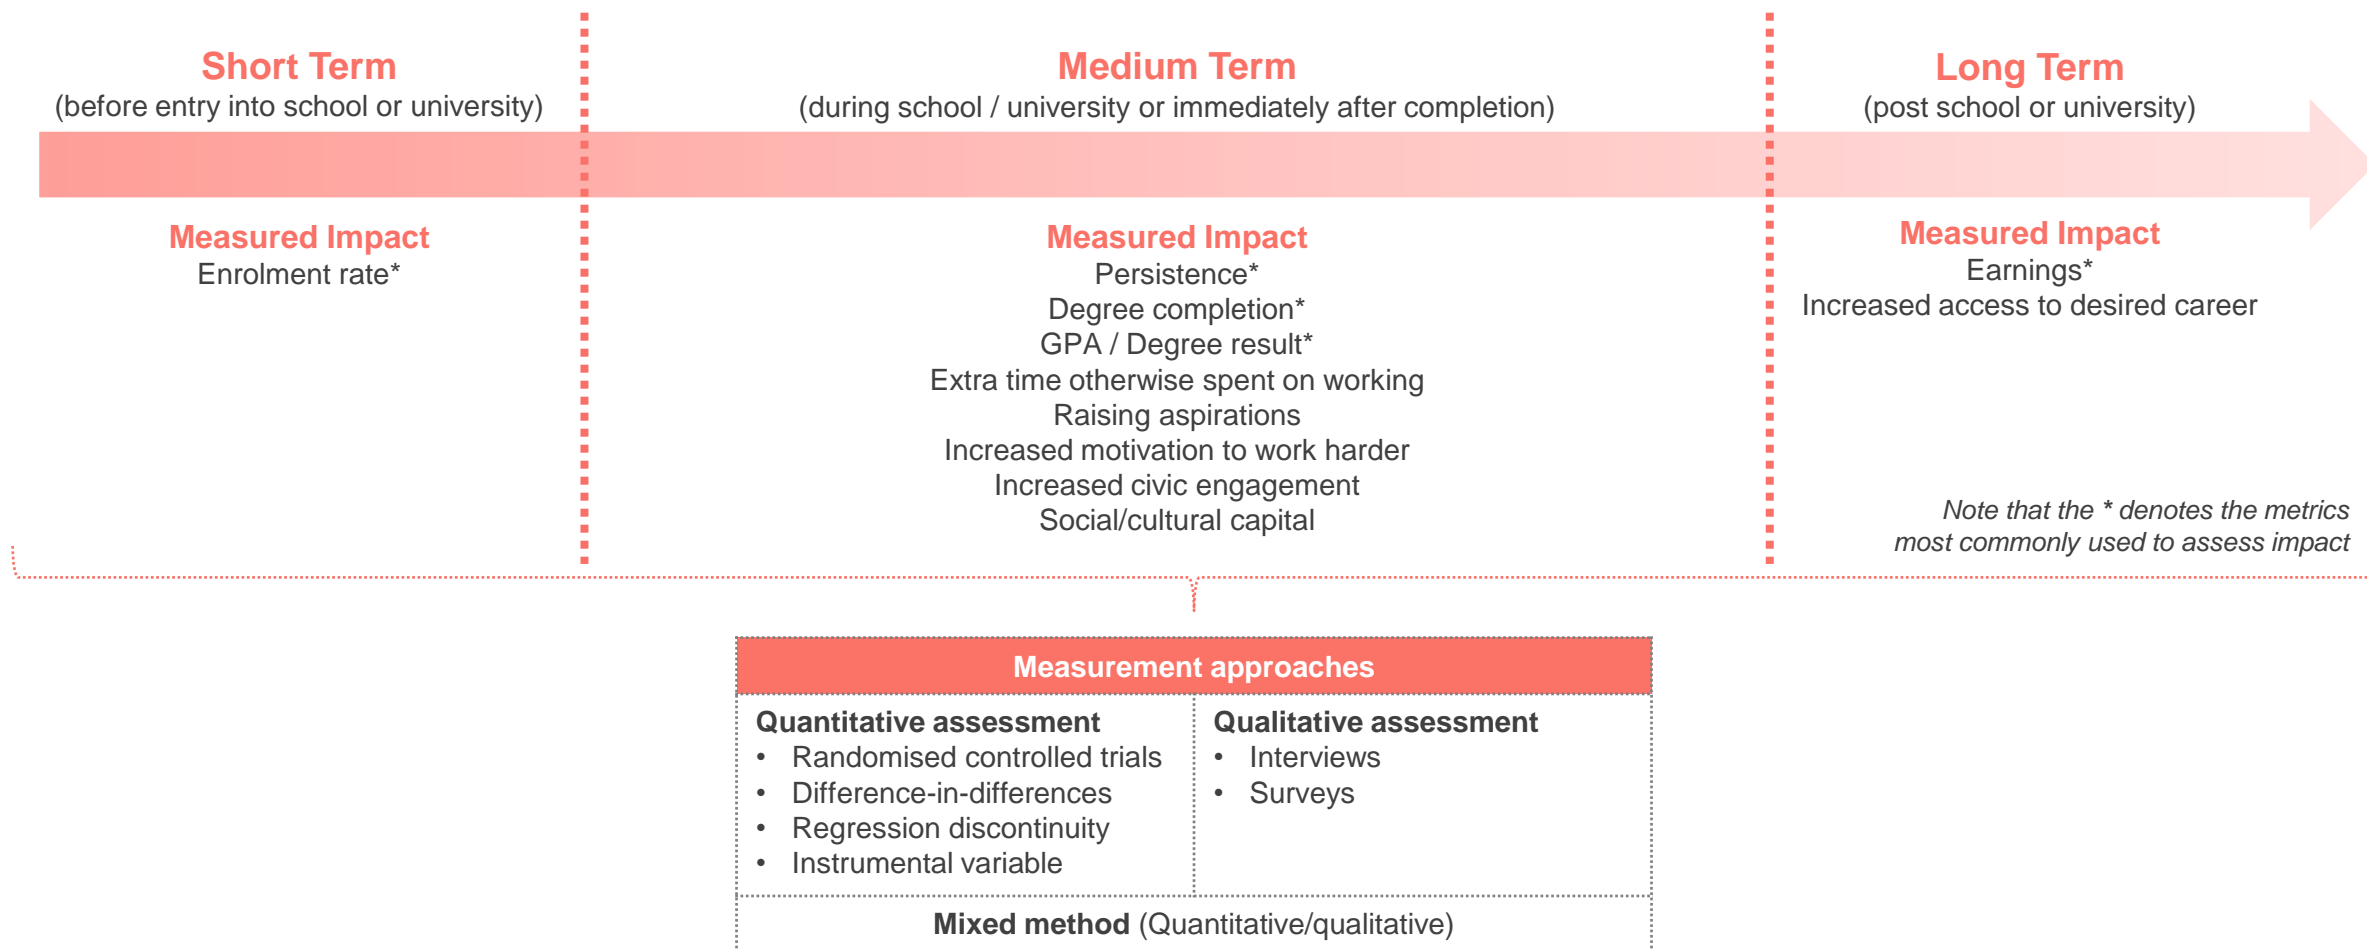 Short Term
(before entry into school or university)
Measured Impact
Enrolment rate*
Medium Term
(during school / university or immediately after completion)
Measured Impact
Persistence*
Degree completion*
GPA / Degree result*
Extra time otherwise spent on working
Raising aspirations
Increased motivation to work harder
Increased civic engagement
Social/cultural capital
Long Term
(post school or university)
Measured Impact
Earnings*
Increased access to desired career
Note that the * denotes the metrics
most commonly used to assess impact
Measurement approaches
Quantitative assessment
• Randomised controlled trials
• Difference-in-differences
• Regression discontinuity
• Instrumental variable
Qualitative assessment
• Interviews
• Surveys
Mixed method (Quantitative/qualitative)